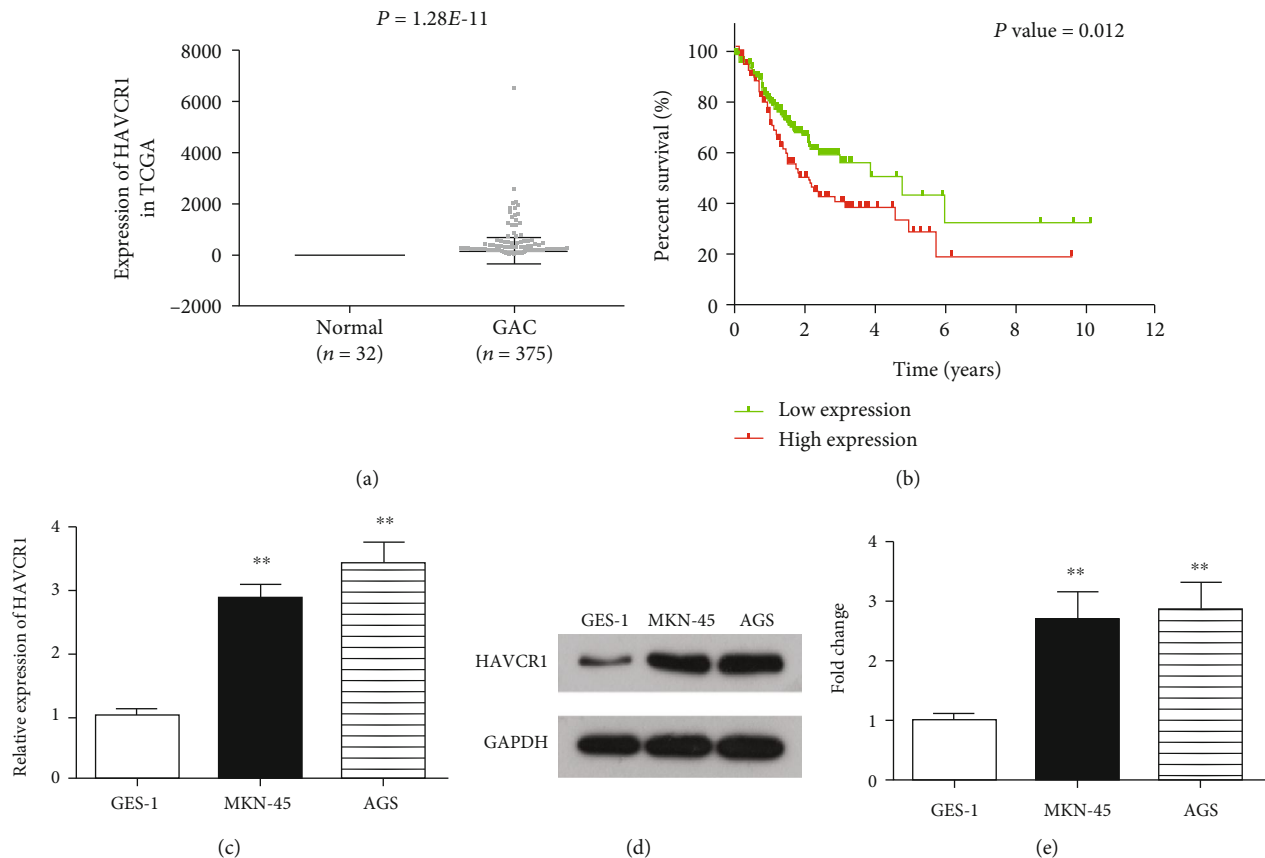 P = 1.28E-11
Expression of HAVCR1
in TCGA
8000
6000
4000
2000
0
−2000
Normal
(n = 32)
GAC
(n = 375)
(a)
P value = 0.012
Percent survival (%)
100
80
60
40
20
0
0 2 4 6 8 10 12
Time (years)
Low expression
High expression
(b)
Relative expression of HAVCR1
4
3
2
1
0
**
**
GES-1 MKN-45 AGS
(c)
GES-1 MKN-45 AGS
HAVCR1
GAPDH
(d)
Fold change
4
3
2
1
0
**
**
GES-1 MKN-45 AGS
(e)